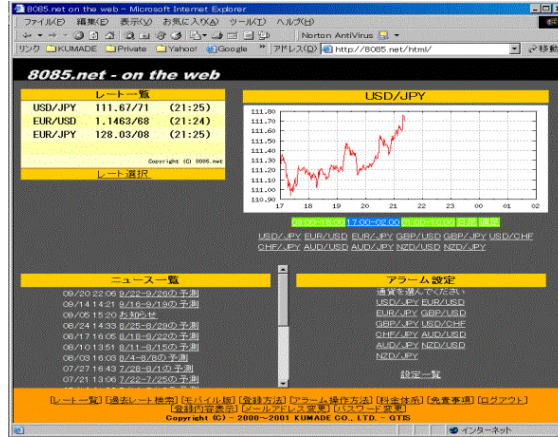 8085.net on the web - Microsoft Internet Explorer
ファイル(F) 編集(E) 表示(V) お気に入り(A) ツール(T) ヘルプ(H)
Norton AntiVirus
リンク KUMADE Private Yahoo! Google » アドレス(D) http://8085.net/html/ 移動
8085.net - on the web
レート一覧
USD/JPY 111.67/71 (21:25)
EUR/USD 1.1463/68 (21:24)
EUR/JPY 128.03/08 (21:25)
Copyright (C) 8085.net
レート選択
USD/JPY
111.80
111.70
111.60
111.50
111.40
111.30
111.20
111.10
111.00
110.90
17 18 19 20 21 22 23 00 01 02
09:00-18:00 17:00-02:00 01:00-10:00 日足 週足
USD/JPY EUR/USD EUR/JPY GBP/USD GBP/JPY USD/CHF
CHF/JPY AUD/USD AUD/JPY NZD/USD NZD/JPY
ニュース一覧
09/20 22:06 9/22-9/26の予測
09/14 14:21 9/16-9/19の予測
09/05 15:20 お知らせ
08/24 14:33 8/25-8/29の予測
08/17 16:05 8/18-8/22の予測
08/10 13:51 8/11-8/15の予測
08/03 16:03 8/4-8/8の予測
07/27 16:43 7/28-8/1の予測
07/21 13:06 7/22-7/25の予測
アラーム設定
通貨を選んでください
USD/JPY EUR/USD
EUR/JPY GBP/USD
GBP/JPY USD/CHF
CHF/JPY AUD/USD
AUD/JPY NZD/USD
NZD/JPY
設定一覧
[レート一覧] [過去レート検索] [モバイル版] [登録方法] [アラーム操作方法] [料金体系] [免責事項] [ログアウト]
[登録内容表示] [メールアドレス変更] [パスワード変更]
Copyright (C) - 2000-2001 KUMADE CO., LTD. - GTIS
インターネット